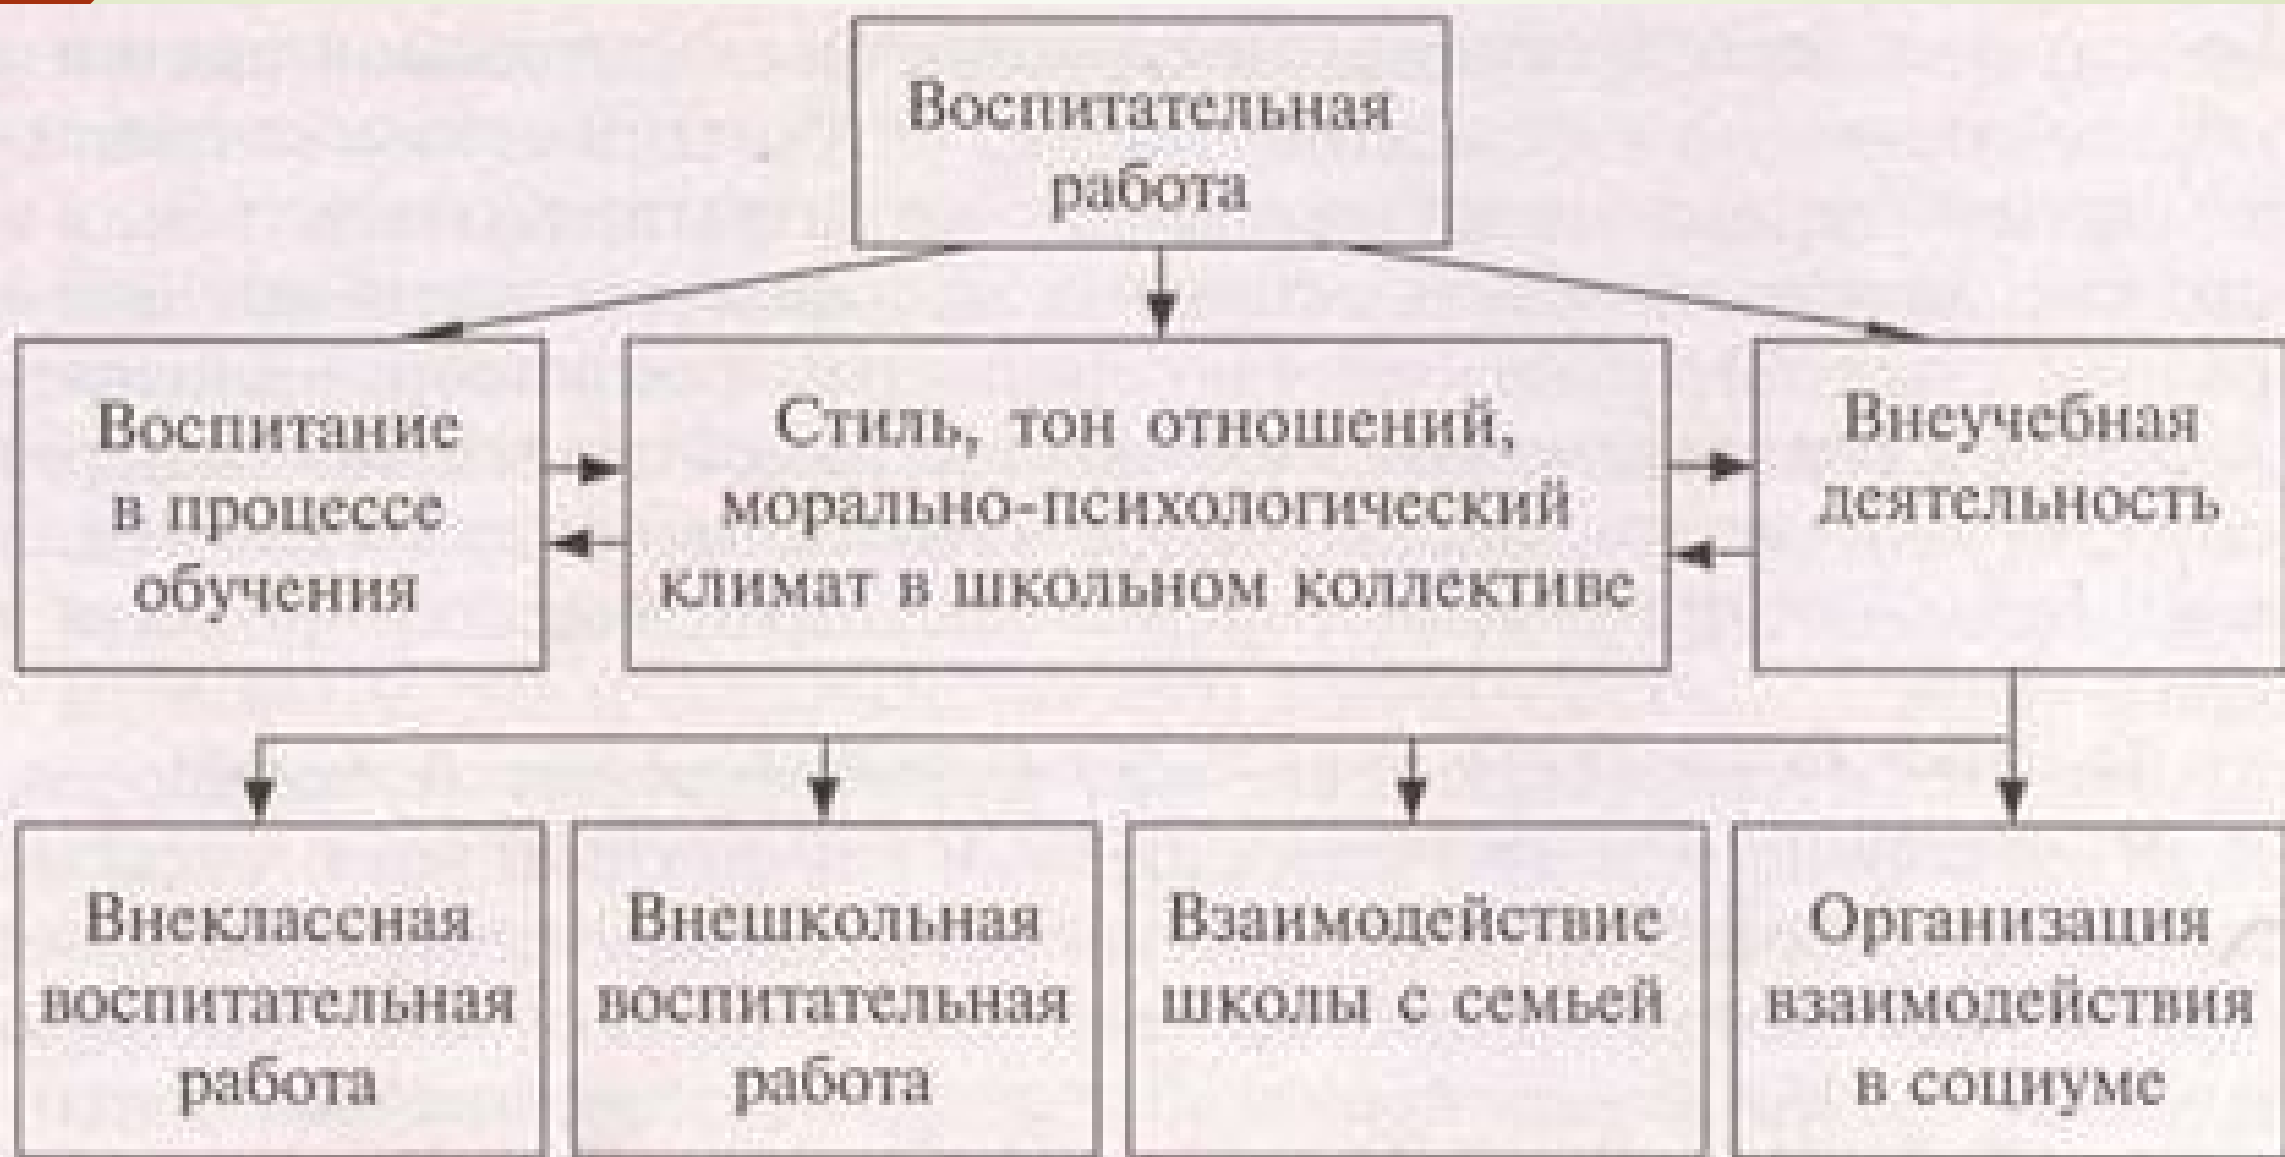 Воспитательная
работа
Воспитание
в процессе
обучения
Стиль, тон отношений,
морально-психологический
климат в школьном коллективе
Внеучебная
деятельность
Внеклассная
воспитательная
работа
Внешкольная
воспитательная
работа
Взаимодействие
школы с семьей
Организация
взаимодействия
в социуме